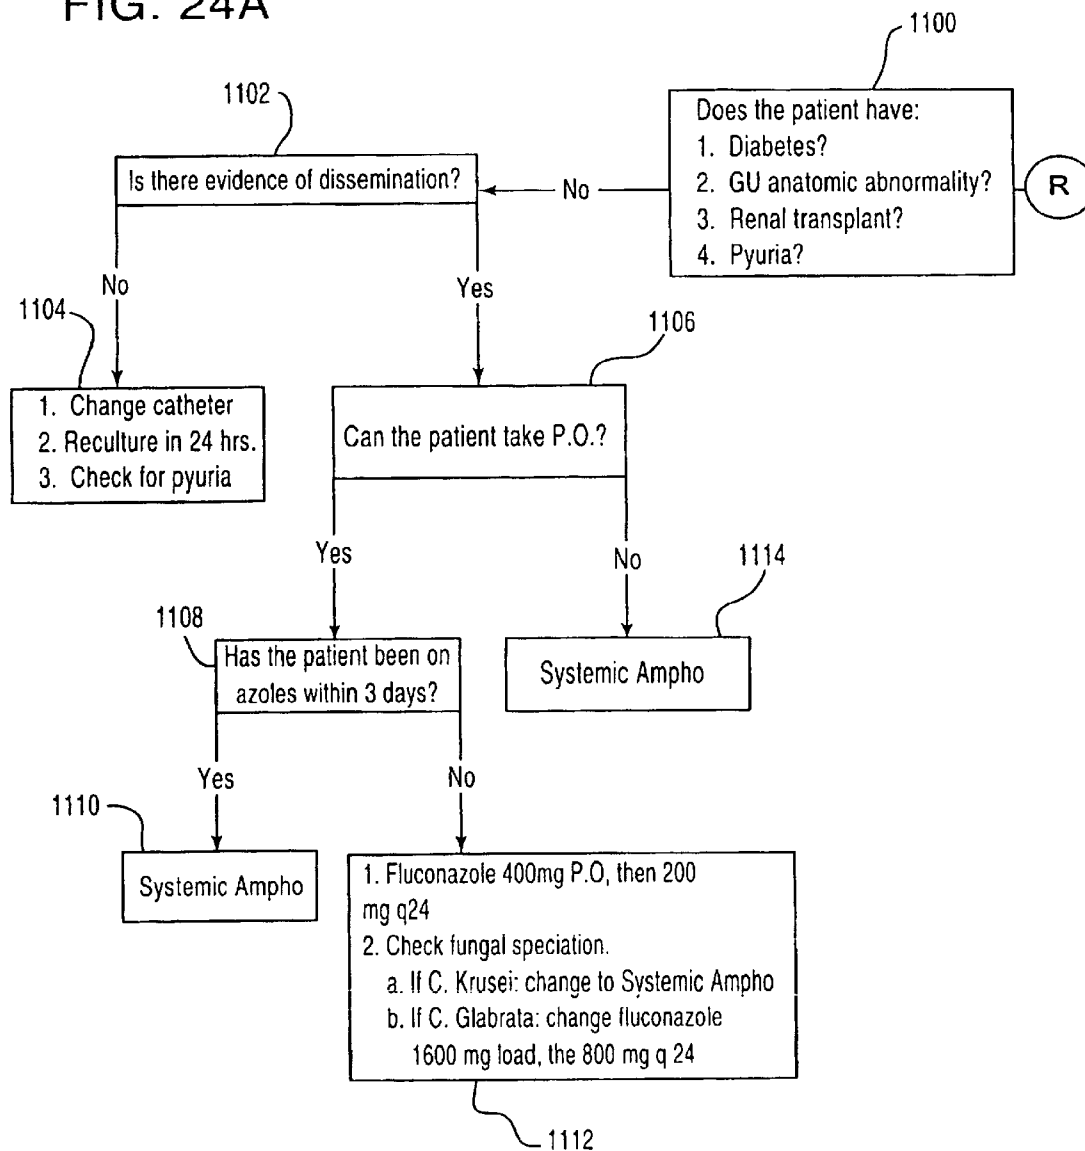 FIG. 24A
1100
1102
Does the patient have:
1. Diabetes?
2. GU anatomic abnormality?
3. Renal transplant?
4. Pyuria?
R
No
Is there evidence of dissemination?
No
Yes
1104
1. Change catheter
2. Reculture in 24 hrs.
3. Check for pyuria
1106
Can the patient take P.O.?
Yes
No
1108
Has the patient been on
azoles within 3 days?
1114
Systemic Ampho
Yes
No
1110
Systemic Ampho
1. Fluconazole 400mg P.O, then 200
mg q24
2. Check fungal speciation.
a. If C. Krusei: change to Systemic Ampho
b. If C. Glabrata: change fluconazole
1600 mg load, the 800 mg q 24
1112